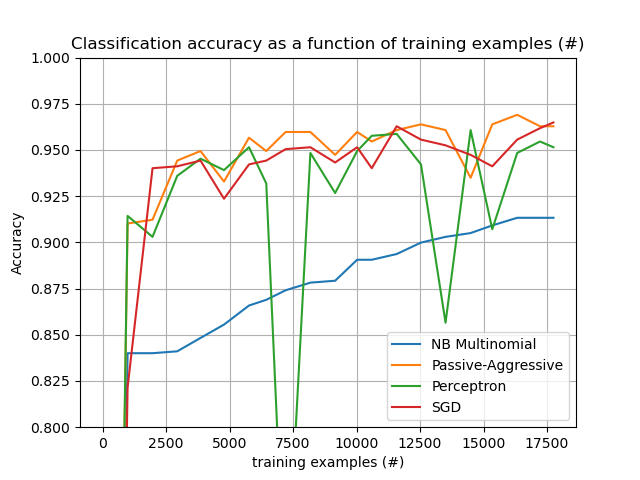 Classification accuracy as a function of training examples (#)
1.000
0.975
0.950
0.925
0.900
0.875
0.850
0.825
0.800
Accuracy
NB Multinomial
Passive-Aggressive
Perceptron
SGD
0 2500 5000 7500 10000 12500 15000 17500
training examples (#)